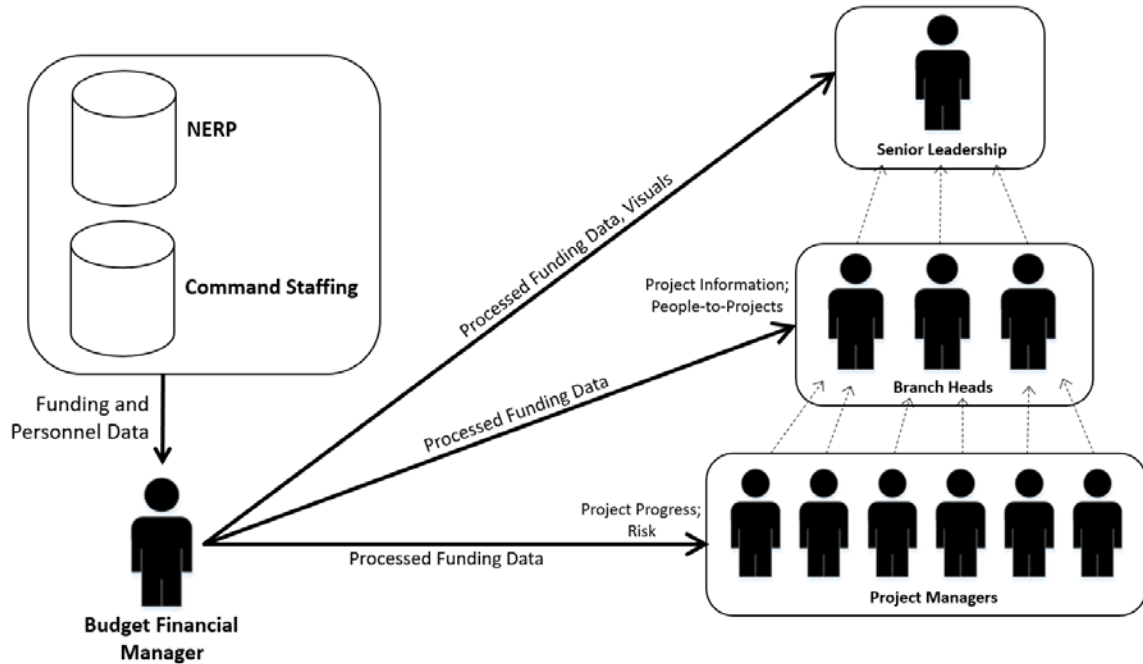 NERP
Command Staffing
Funding and
Personnel Data
Budget Financial
Manager
Processed Funding Data, Visuals
Processed Funding Data
Processed Funding Data
Senior Leadership
Project Information;
People-to-Projects
Branch Heads
Project Progress;
Risk
Project Managers